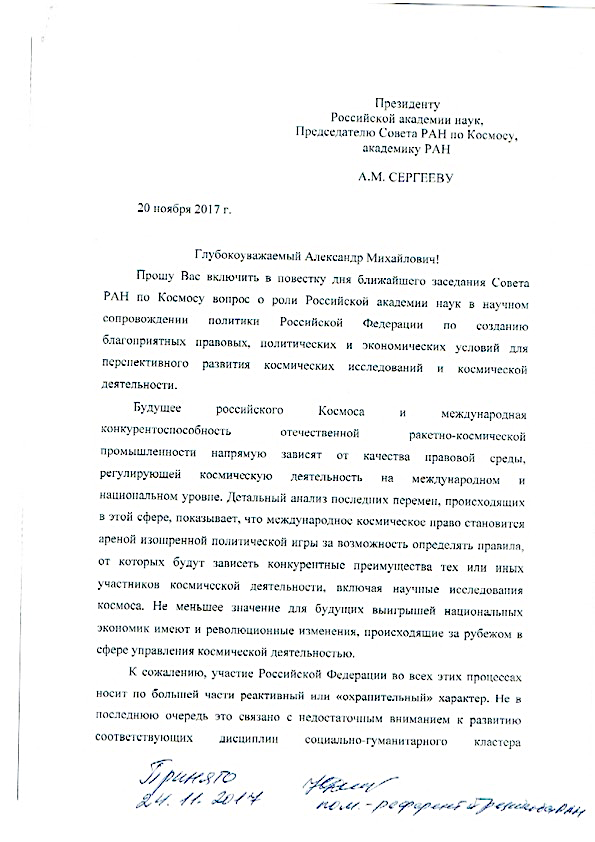 Президенту
Российской академии наук,
Председателю Совета РАН по Космосу,
академику РАН
А.М. СЕРГЕЕВУ
20 ноября 2017 г.
Глубокоуважаемый Александр Михайлович!
Прошу Вас включить в повестку дня ближайшего заседания Совета
РАН по Космосу вопрос о роли Российской академии наук в научном
сопровождении политики Российской Федерации по созданию
благоприятных правовых, политических и экономических условий для
перспективного развития космических исследований и космической
деятельности.
Будущее российского Космоса и международная
конкурентоспособность отечественной ракетно-космической
промышленности напрямую зависят от качества правовой среды,
регулирующей космическую деятельность на международном и
национальном уровне. Детальный анализ последних перемен, происходящих
в этой сфере, показывает, что международное космическое право становится
ареной изощренной политической игры за возможность определять правила,
от которых будут зависеть конкурентные преимущества тех или иных
участников космической деятельности, включая научные исследования
космоса. Не меньшее значение для будущих выигрышей национальных
экономик имеют и революционные изменения, происходящие за рубежом в
сфере управления космической деятельностью.
К сожалению, участие Российской Федерации во всех этих процессах
носит по большей части реактивный или «охранительный» характер. Не в
последнюю очередь это связано с недостаточным вниманием к развитию
соответствующих дисциплин социально-гуманитарного кластера
Принято
24.11.2017 пом.-референт Президента РАН